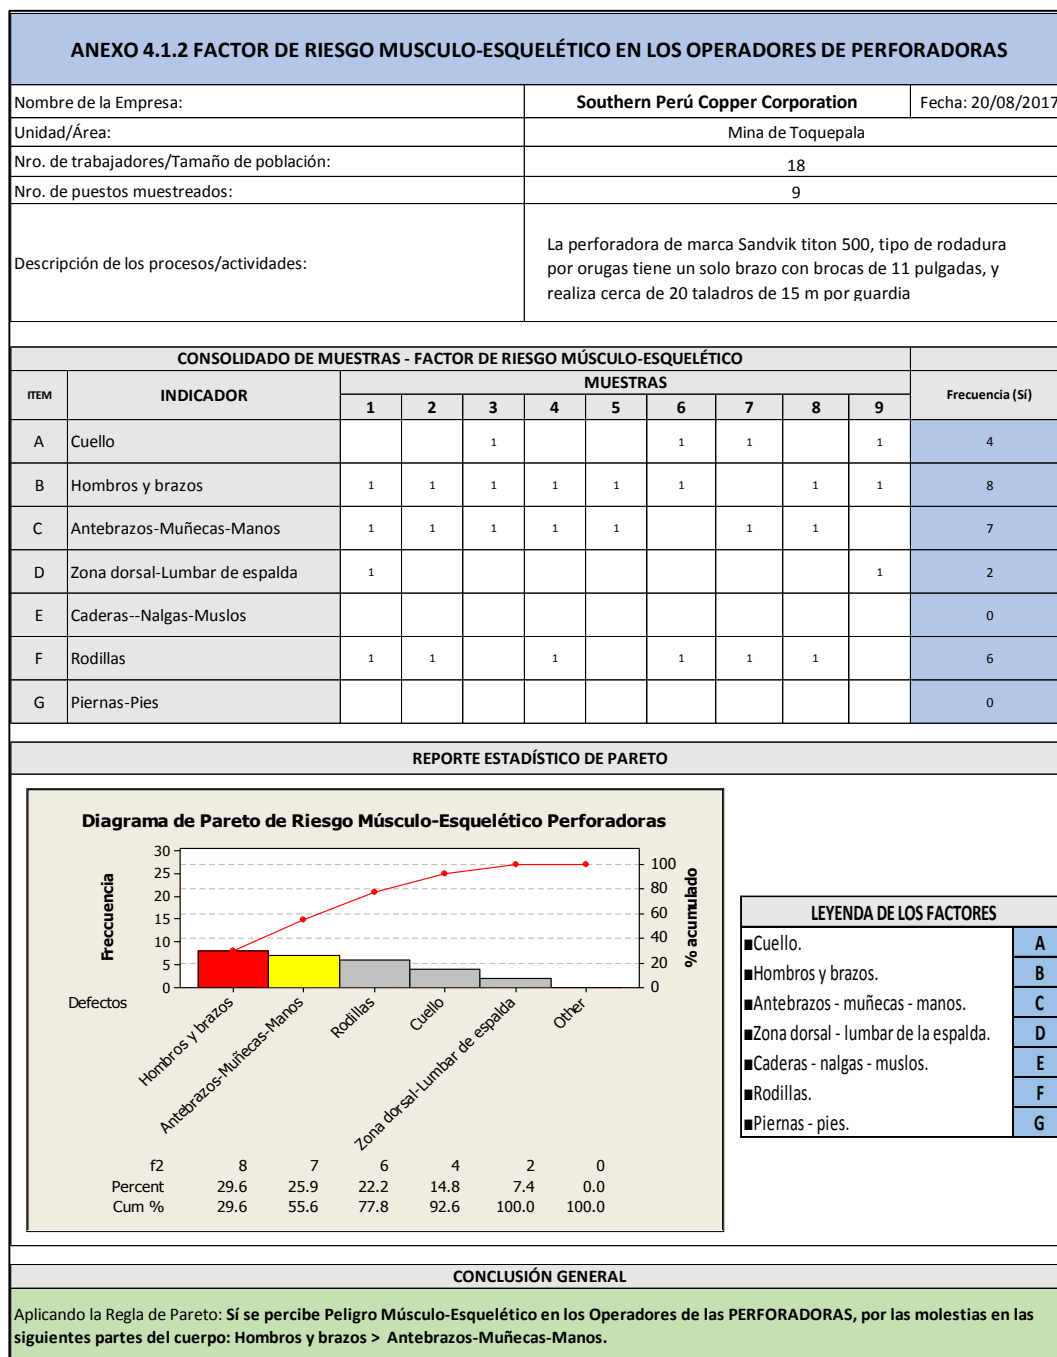 ANEXO 4.1.2 FACTOR DE RIESGO MUSCULO-ESQUELÉTICO EN LOS OPERADORES DE PERFORADORAS
Nombre de la Empresa: Southern Perú Copper Corporation Fecha: 20/08/2017
Unidad/Área: Mina de Toquepala
Nro. de trabajadores/Tamaño de población: 18
Nro. de puestos muestreados: 9
Descripción de los procesos/actividades:
La perforadora de marca Sandvik titon 500, tipo de rodadura
por orugas tiene un solo brazo con brocas de 11 pulgadas, y
realiza cerca de 20 taladros de 15 m por guardia
CONSOLIDADO DE MUESTRAS - FACTOR DE RIESGO MÚSCULO-ESQUELÉTICO
ITEM INDICADOR MUESTRAS Frecuencia (Sí)
1 2 3 4 5 6 7 8 9
A Cuello 1 1 1 1 4
B Hombros y brazos 1 1 1 1 1 1 1 1 8
C Antebrazos-Muñecas-Manos 1 1 1 1 1 1 1 7
D Zona dorsal-Lumbar de espalda 1 1 2
E Caderas--Nalgas-Muslos 0
F Rodillas 1 1 1 1 1 1 6
G Piernas-Pies 0
REPORTE ESTADÍSTICO DE PARETO
Diagrama de Pareto de Riesgo Músculo-Esquelético Perforadoras
Freccuencia
30
25
20
15
10
5
0
100
80
60
40
20
0
% acumulado
Defectos
Hombros y brazos
Antebrazos-Muñecas-Manos
Rodillas
Cuello
Zona dorsal-Lumbar de espalda
Other
f2 8 7 6 4 2 0
Percent 29.6 25.9 22.2 14.8 7.4 0.0
Cum % 29.6 55.6 77.8 92.6 100.0 100.0
LEYENDA DE LOS FACTORES
■Cuello. A
■Hombros y brazos. B
■Antebrazos - muñecas - manos. C
■Zona dorsal - lumbar de la espalda. D
■Caderas - nalgas - muslos. E
■Rodillas. F
■Piernas - pies. G
CONCLUSIÓN GENERAL
Aplicando la Regla de Pareto: Sí se percibe Peligro Músculo-Esquelético en los Operadores de las PERFORADORAS, por las molestias en las
siguientes partes del cuerpo: Hombros y brazos > Antebrazos-Muñecas-Manos.